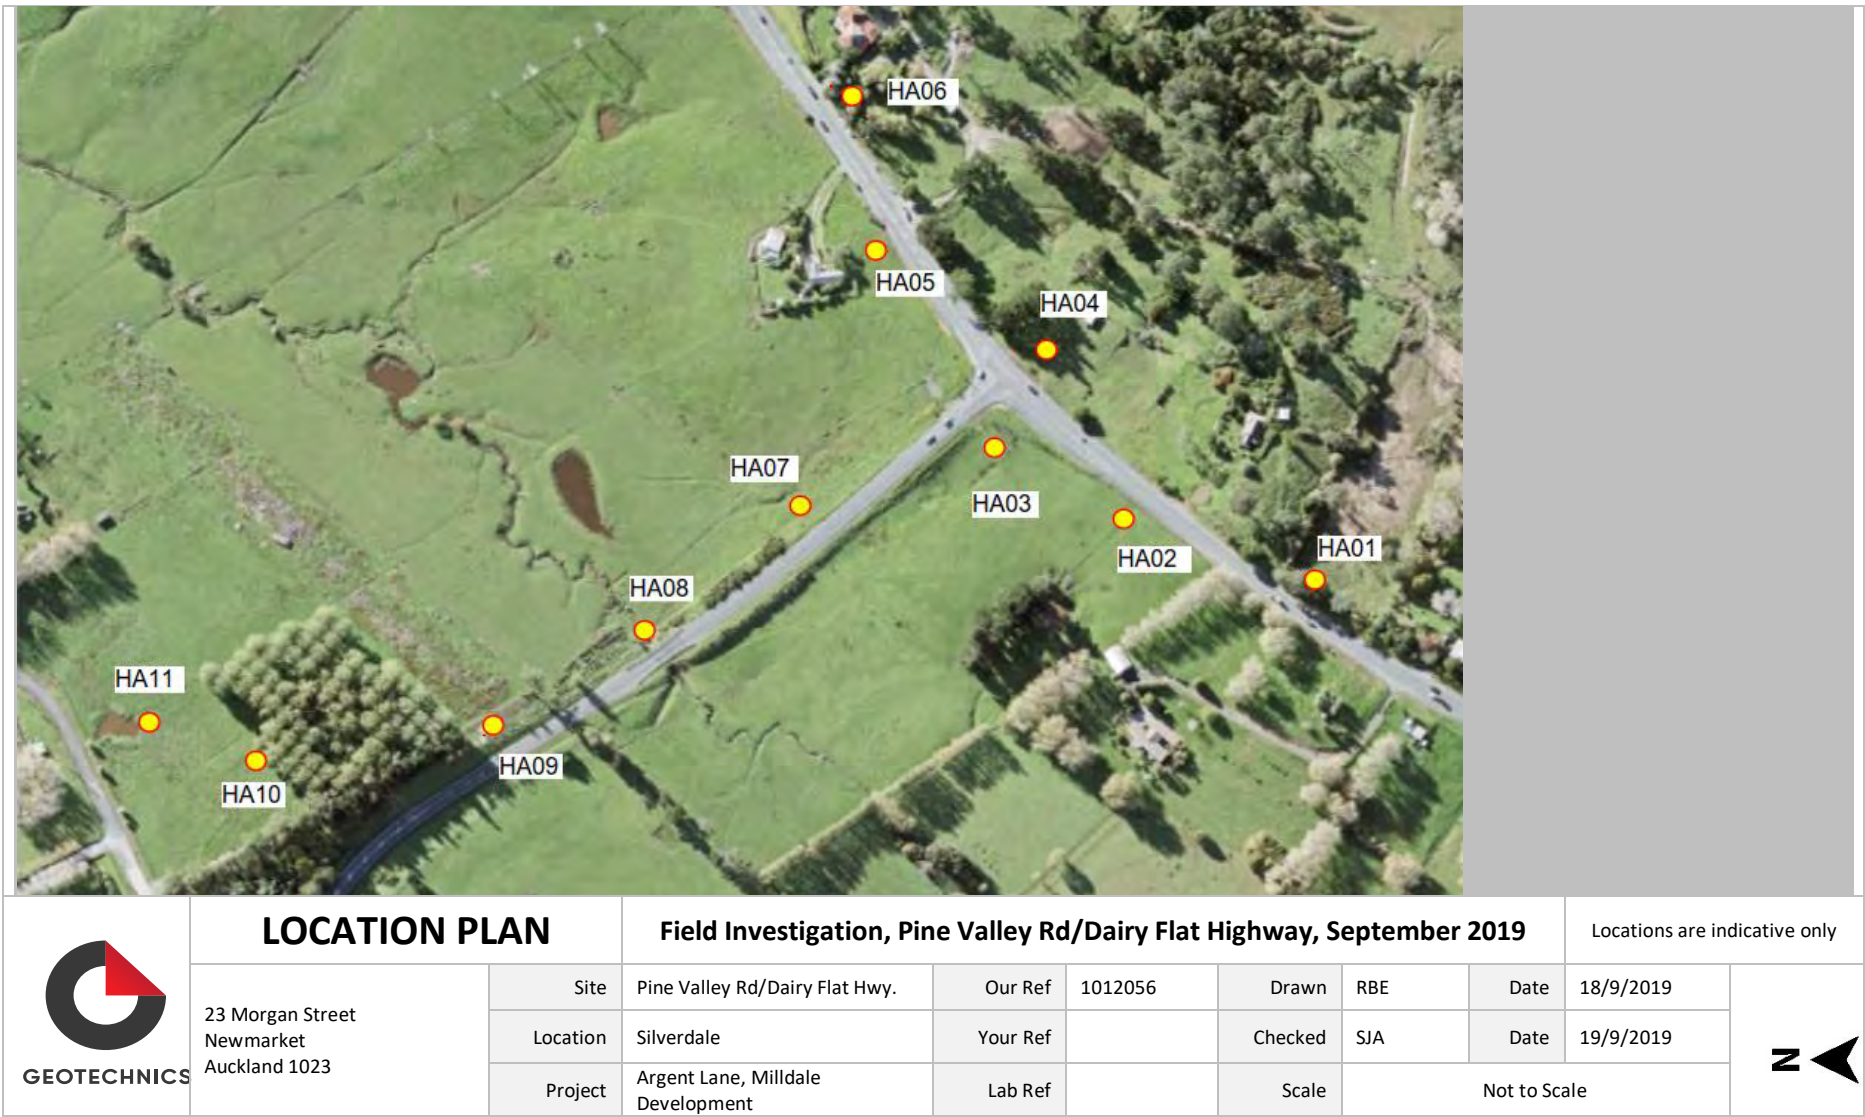 HA06
HA05
HA04
HA07
HA03
HA02
HA01
HA08
HA11
HA09
HA10
LOCATION PLAN
Field Investigation, Pine Valley Rd/Dairy Flat Highway, September 2019
Locations are indicative only
GEOTECHNICS
23 Morgan Street
Newmarket
Auckland 1023
Site
Pine Valley Rd/Dairy Flat Hwy.
Our Ref
1012056
Drawn
RBE
Date
18/9/2019
Location
Silverdale
Your Ref
Checked
SJA
Date
19/9/2019
Project
Argent Lane, Milldale
Development
Lab Ref
Scale
Not to Scale
N